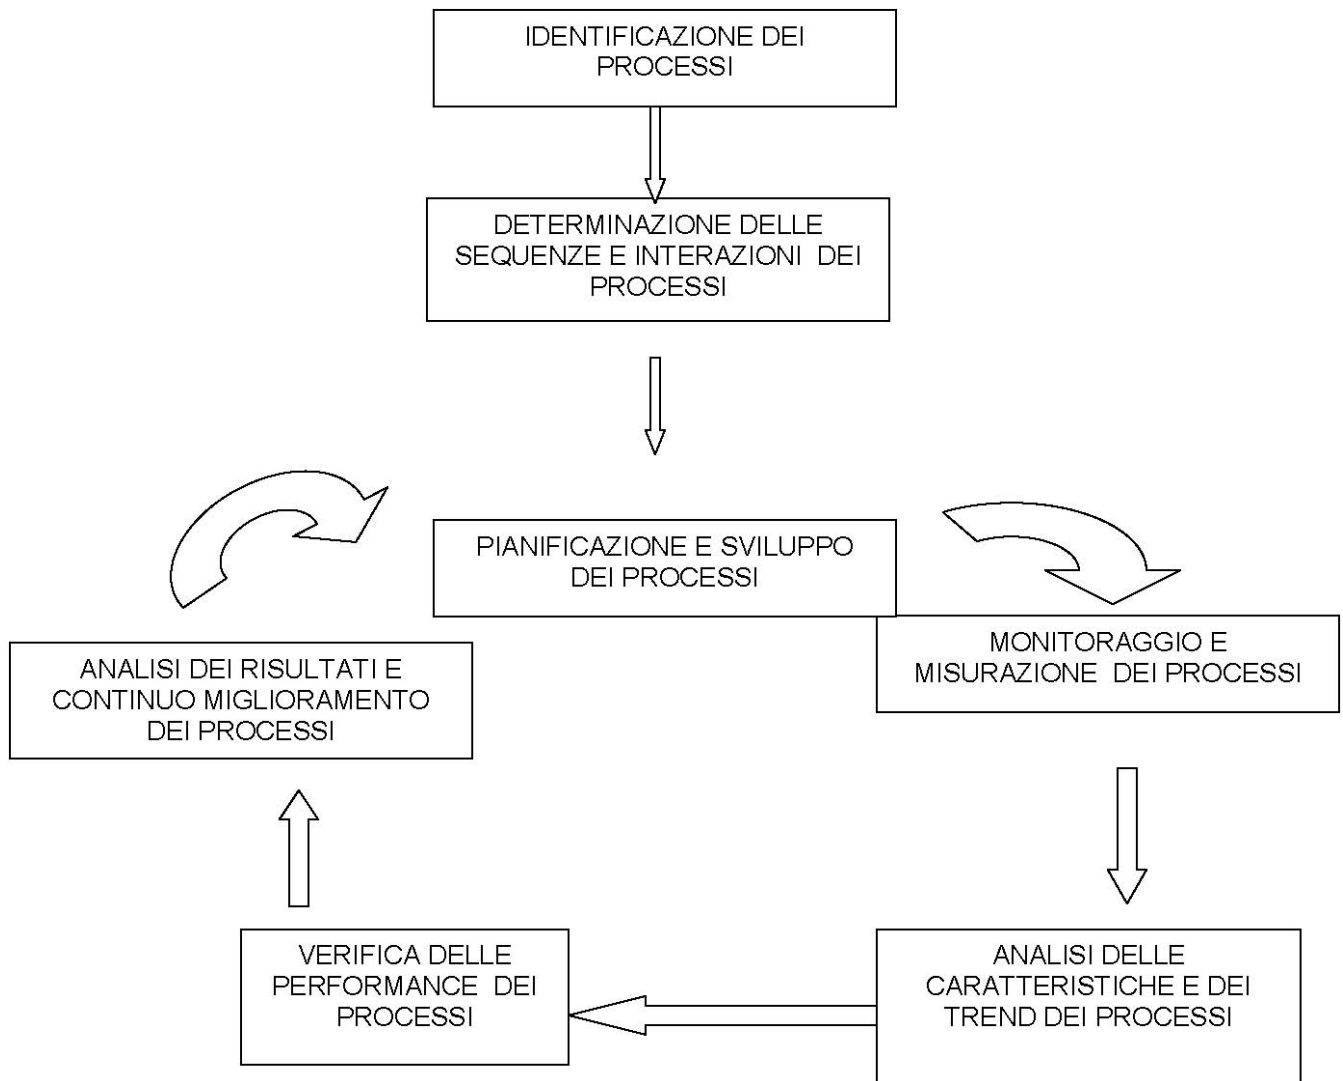 IDENTIFICAZIONE DEI
PROCESSI
DETERMINAZIONE DELLE
SEQUENZE E INTERAZIONI DEI
PROCESSI
PIANIFICAZIONE E SVILUPPO
DEI PROCESSI
MONITORAGGIO E
MISURAZIONE DEI PROCESSI
ANALISI DEI RISULTATI E
CONTINUO MIGLIORAMENTO
DEI PROCESSI
VERIFICA DELLE
PERFORMANCE DEI
PROCESSI
ANALISI DELLE
CARATTERISTICHE E DEI
TREND DEI PROCESSI